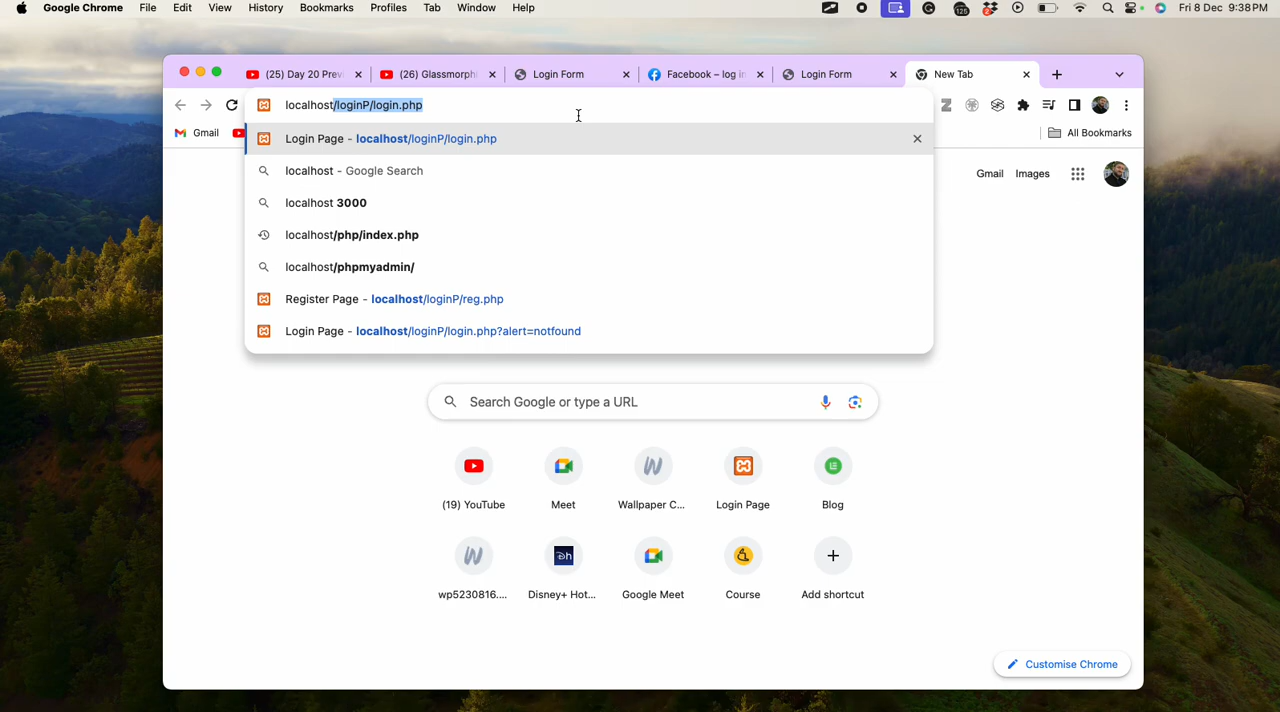 Google Chrome File Edit View History Bookmarks Profiles Tab Window Help 125 2 Fri 8 Dec 9:38 PM
(25) Day 20 Previ (26) Glassmorphi Login Form Facebook – log in Login Form New Tab
localhost/loginP/login.php
Gmail All Bookmarks
Login Page - localhost/loginP/login.php
localhost - Google Search
localhost 3000
localhost/php/index.php
localhost/phpmyadmin/
Register Page - localhost/loginP/reg.php
Login Page - localhost/loginP/login.php?alert=notfound
Gmail Images
Search Google or type a URL
(19) YouTube Meet Wallpaper C... Login Page Blog
wp5230816.... Disney+ Hot... Google Meet Course Add shortcut
Customise Chrome